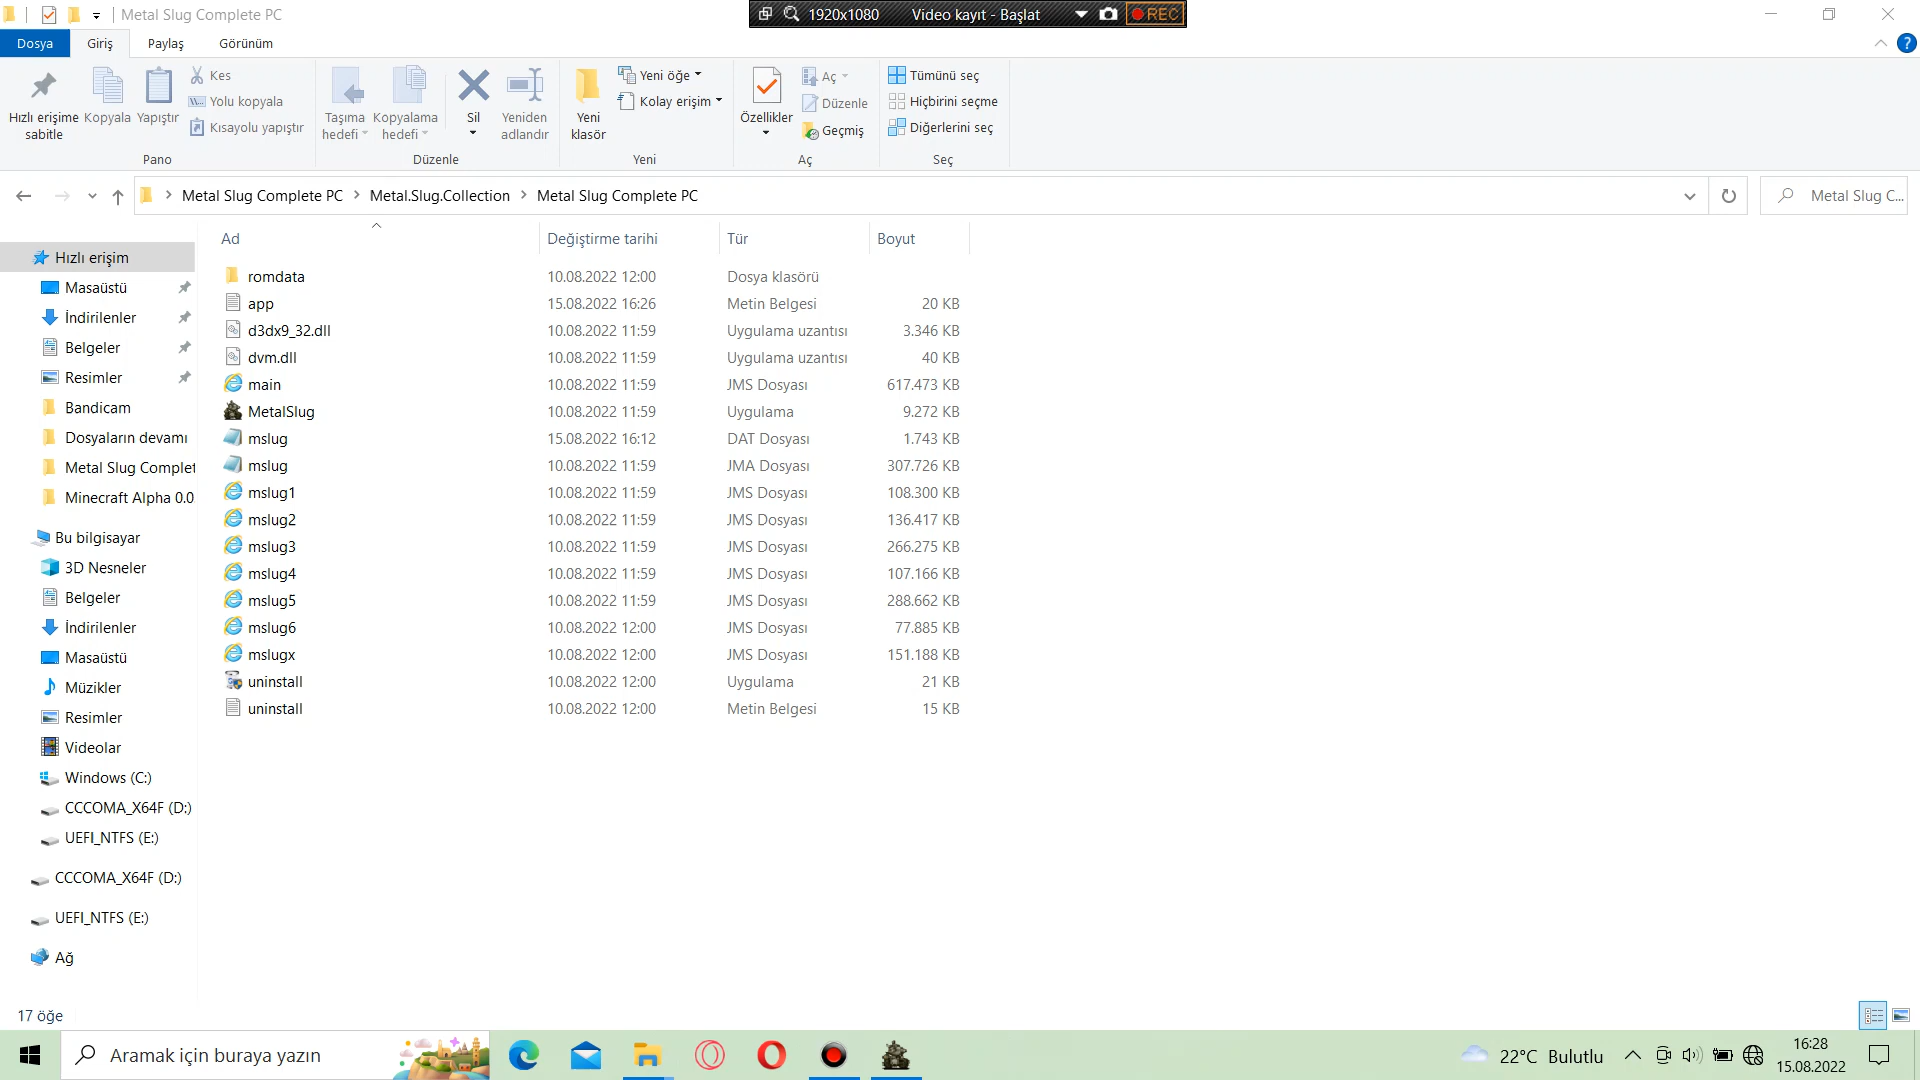 Metal Slug Complete PC
1920x1080 Video kayıt - Başlat REC
Dosya Giriş Paylaş Görünüm
Hızlı erişime sabitle
Kopyala
Yapıştır
Kes
Yolu kopyala
Kısayolu yapıştır
Pano
Taşıma hedefi
Kopyalama hedefi
Sil
Yeniden adlandır
Düzenle
Yeni klasör
Yeni öğe
Kolay erişim
Yeni
Özellikler
Aç
Düzenle
Geçmiş
Aç
Tümünü seç
Hiçbirini seçme
Diğerlerini seç
Seç
Metal Slug Complete PC > Metal.Slug.Collection > Metal Slug Complete PC
Metal Slug C...
Hızlı erişim
Masaüstü
İndirilenler
Belgeler
Resimler
Bandicam
Dosyaların devamı
Metal Slug Complet
Minecraft Alpha 0.0
Bu bilgisayar
3D Nesneler
Belgeler
İndirilenler
Masaüstü
Müzikler
Resimler
Videolar
Windows (C:)
CCCOMA_X64F (D:)
UEFI_NTFS (E:)
CCCOMA_X64F (D:)
UEFI_NTFS (E:)
Ağ
Ad Değiştirme tarihi Tür Boyut
romdata 10.08.2022 12:00 Dosya klasörü
app 15.08.2022 16:26 Metin Belgesi 20 KB
d3dx9_32.dll 10.08.2022 11:59 Uygulama uzantısı 3.346 KB
dvm.dll 10.08.2022 11:59 Uygulama uzantısı 40 KB
main 10.08.2022 11:59 JMS Dosyası 617.473 KB
MetalSlug 10.08.2022 11:59 Uygulama 9.272 KB
mslug 15.08.2022 16:12 DAT Dosyası 1.743 KB
mslug 10.08.2022 11:59 JMA Dosyası 307.726 KB
mslug1 10.08.2022 11:59 JMS Dosyası 108.300 KB
mslug2 10.08.2022 11:59 JMS Dosyası 136.417 KB
mslug3 10.08.2022 11:59 JMS Dosyası 266.275 KB
mslug4 10.08.2022 11:59 JMS Dosyası 107.166 KB
mslug5 10.08.2022 11:59 JMS Dosyası 288.662 KB
mslug6 10.08.2022 12:00 JMS Dosyası 77.885 KB
mslugx 10.08.2022 12:00 JMS Dosyası 151.188 KB
uninstall 10.08.2022 12:00 Uygulama 21 KB
uninstall 10.08.2022 12:00 Metin Belgesi 15 KB
17 öğe
Aramak için buraya yazın
22°C Bulutlu
16:28
15.08.2022